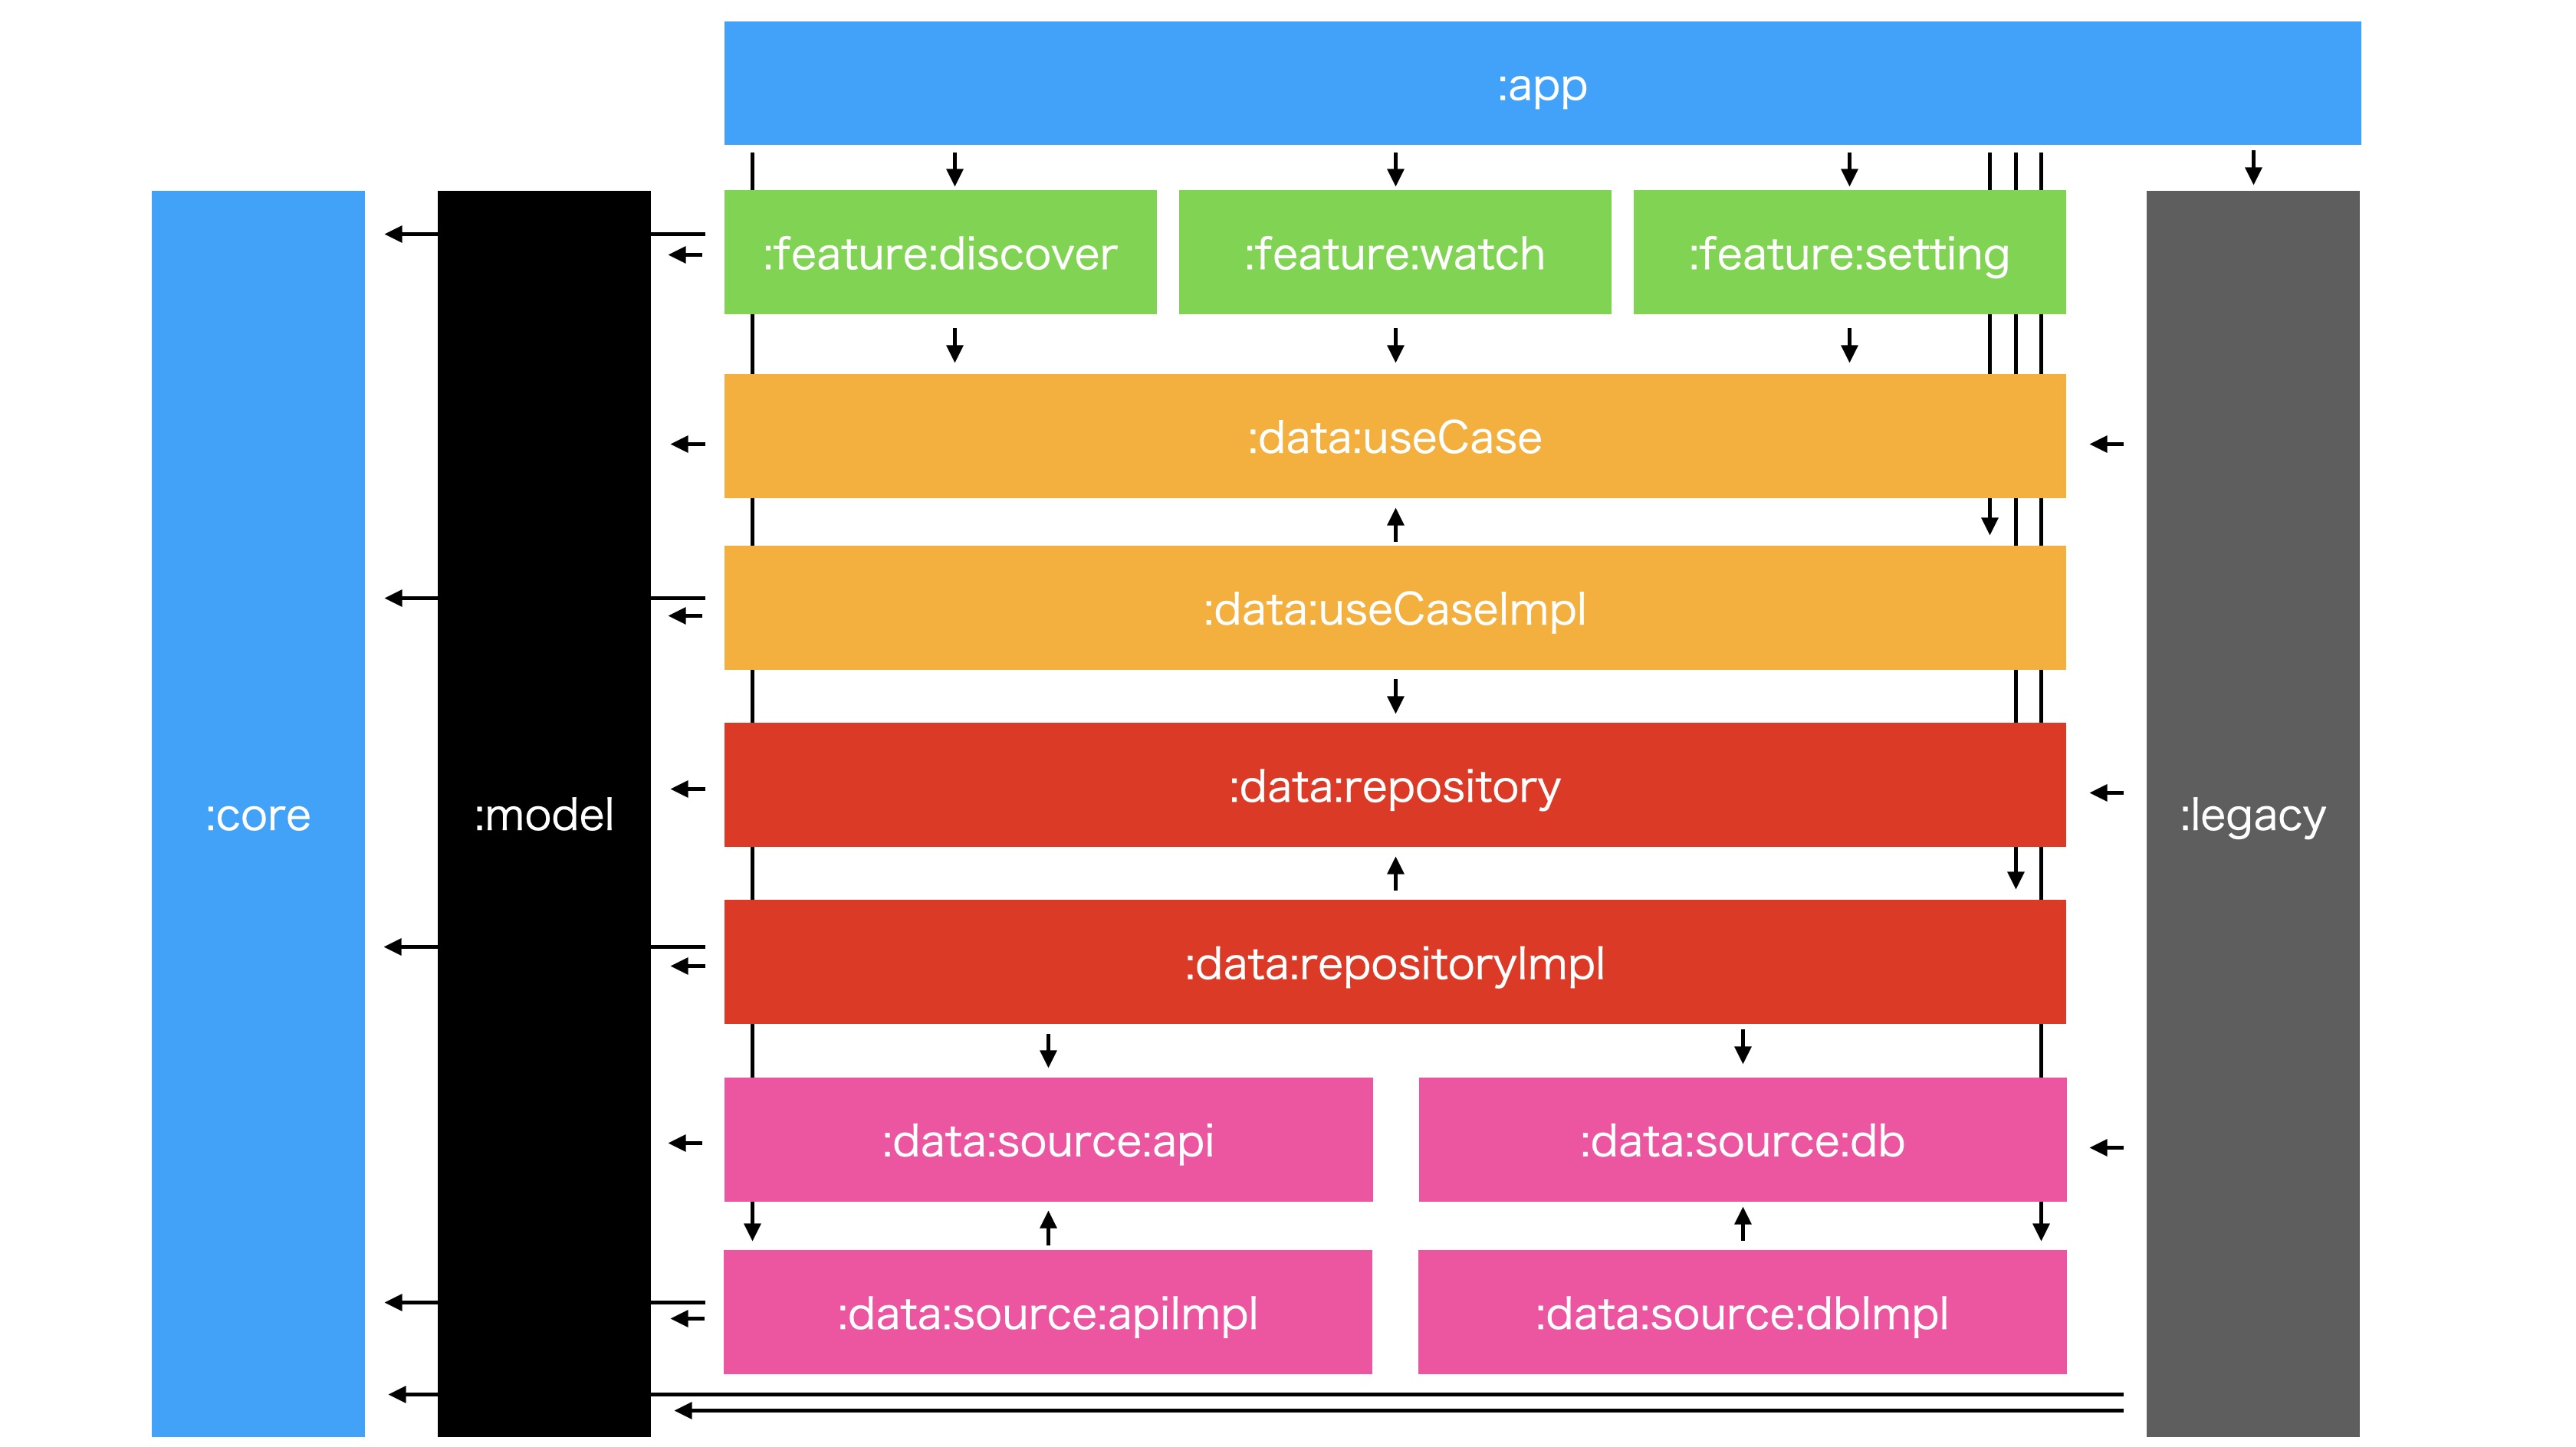 :app
:feature:discover
:feature:watch
:feature:setting
:data:useCase
:data:useCaseImpl
:data:repository
:core
:model
:legacy
:data:repositoryImpl
:data:source:api
:data:source:db
:data:source:apiImpl
:data:source:dbImpl